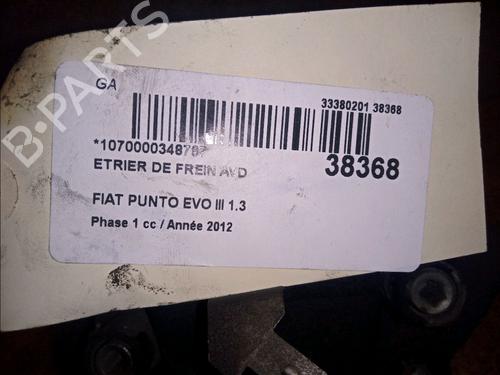 B-PARTS
GA
33380201 38368
38368
ETRIER DE FREIN AVD
FIAT PUNTO EVO III 1.3
Phase 1 cc / Année 2012